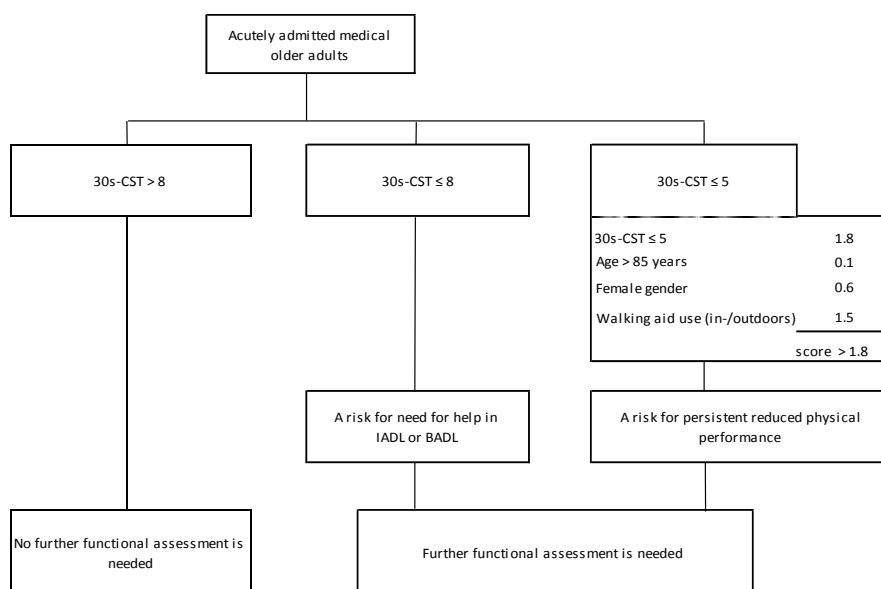 Acutely admitted medical
older adults
30s-CST > 8
30s-CST ≤ 8
30s-CST ≤ 5
30s-CST ≤ 5 1.8
Age > 85 years 0.1
Female gender 0.6
Walking aid use (in-/outdoors) 1.5
score > 1.8
A risk for need for help in
IADL or BADL
A risk for persistent reduced physical
performance
No further functional assessment is
needed
Further functional assessment is needed